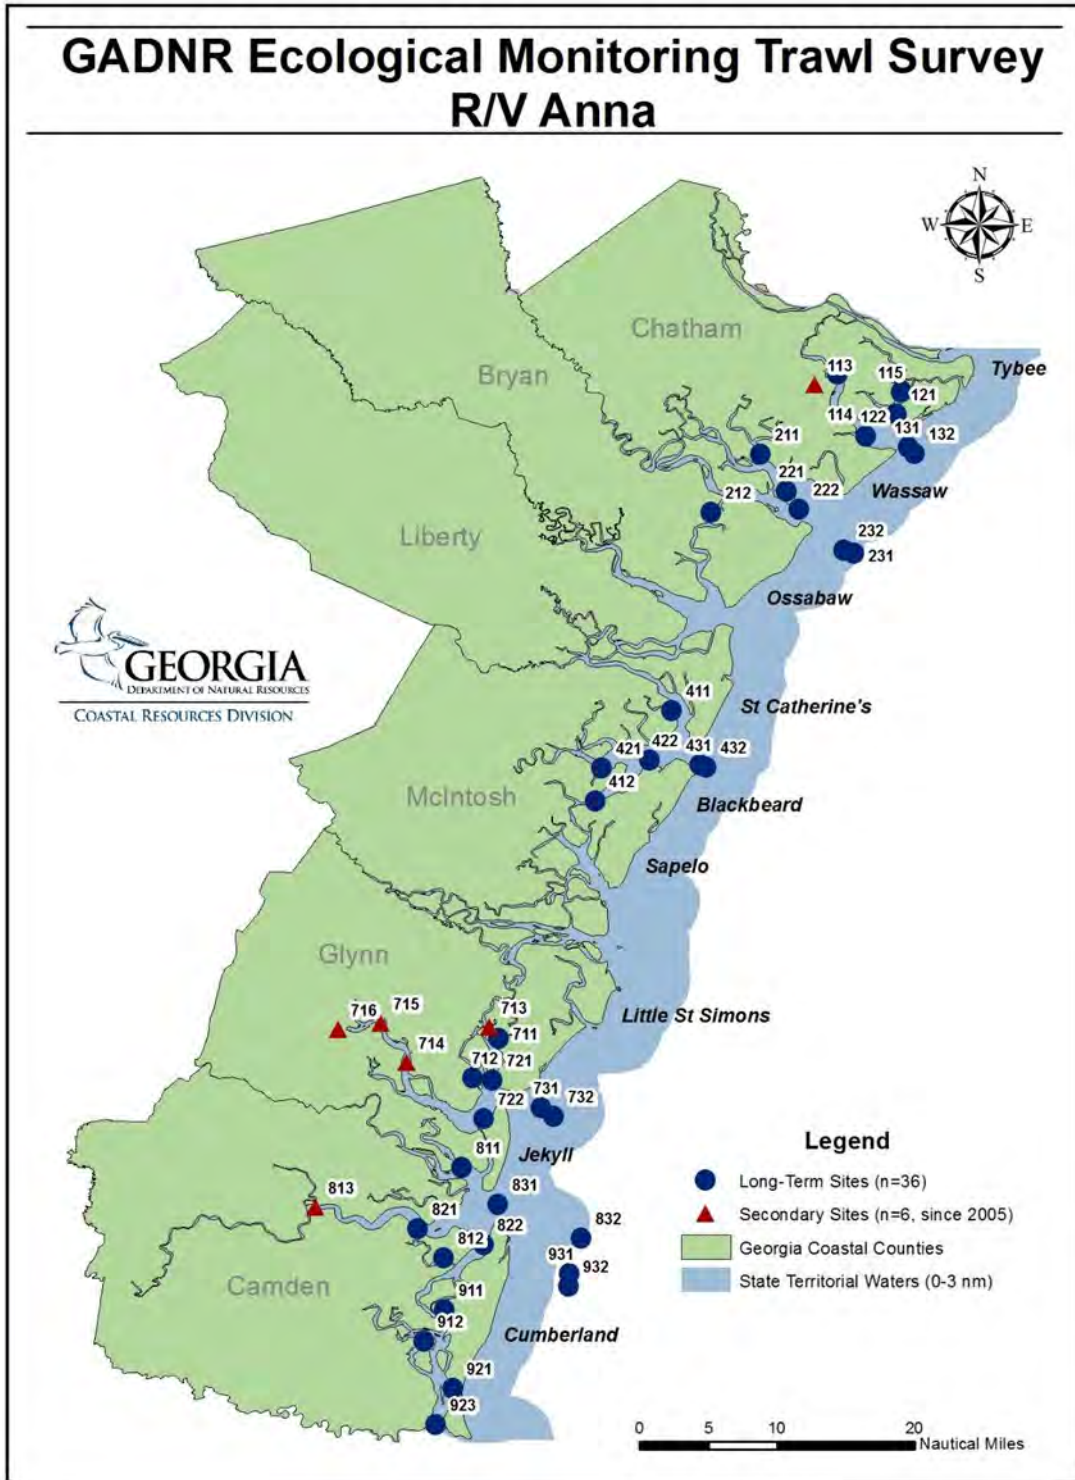 GADNR Ecological Monitoring Trawl Survey
R/V Anna
N
W
E
S
Chatham
Bryan
Liberty
McIntosh
Glynn
Camden
113
115
121
114
122
131
132
211
221
222
212
232
231
Tybee
Wassaw
Ossabaw
GEORGIA
DEPARTMENT OF NATURAL RESOURCES
COASTAL RESOURCES DIVISION
411
St Catherine's
421
422
431
432
412
Blackbeard
Sapelo
716
715
713
711
714
712
721
722
731
732
Little St Simons
811
Jekyll
813
831
821
822
832
812
931
932
911
912
Cumberland
921
923
Legend
Long-Term Sites (n=36)
Secondary Sites (n=6, since 2005)
Georgia Coastal Counties
State Territorial Waters (0-3 nm)
0
5
10
20
Nautical Miles